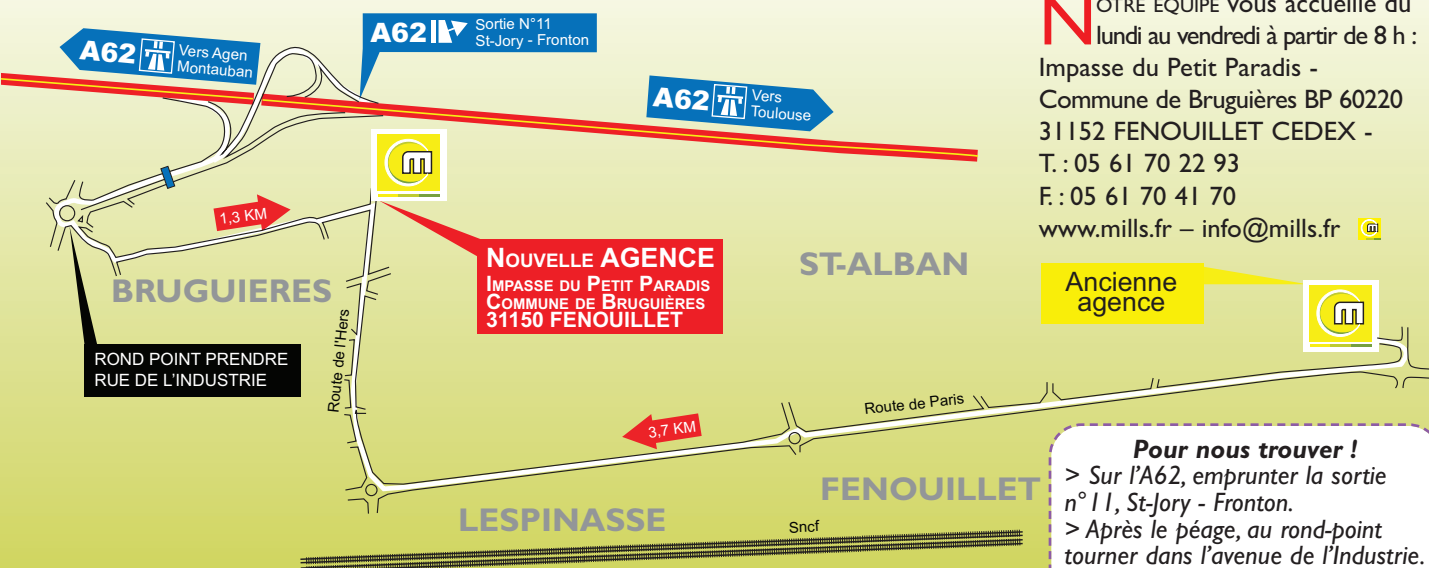 A62 Vers Agen
Montauban
A62 Sortie N°11
St-Jory - Fronton
A62 Vers
Toulouse
1,3 KM
m
NOUVELLE AGENCE
IMPASSE DU PETIT PARADIS
COMMUNE DE BRUGUIÈRES
31150 FENOUILLET
BRUGUIERES
ST-ALBAN
ROND POINT PRENDRE
RUE DE L'INDUSTRIE
Route de l'Hers
3,7 KM
Route de Paris
FENOUILLET
LESPINASSE
Sncf
NOTRE ÉQUIPE vous accueille du
lundi au vendredi à partir de 8 h :
Impasse du Petit Paradis -
Commune de Bruguières BP 60220
31152 FENOUILLET CEDEX -
T. : 05 61 70 22 93
F. : 05 61 70 41 70
www.mills.fr – info@mills.fr m
Ancienne
agence
m
Pour nous trouver !
> Sur l'A62, emprunter la sortie
n°11, St-Jory - Fronton.
> Après le péage, au rond-point
tourner dans l'avenue de l'Industrie.